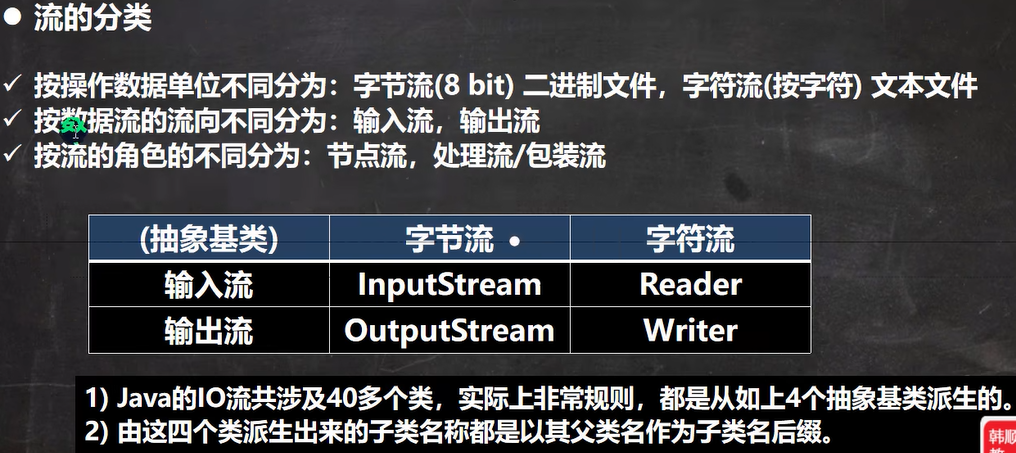 ● 流的分类
✓ 按操作数据单位不同分为：字节流(8 bit) 二进制文件，字符流(按字符) 文本文件
✓ 按数据流的流向不同分为：输入流，输出流
✓ 按流的角色的不同分为：节点流，处理流/包装流
(抽象基类) 字节流 字符流
输入流 InputStream Reader
输出流 OutputStream Writer
1) Java的IO流共涉及40多个类，实际上非常规则，都是从如上4个抽象基类派生的。
2) 由这四个类派生出来的子类名称都是以其父类名作为子类名后缀。
韩顺